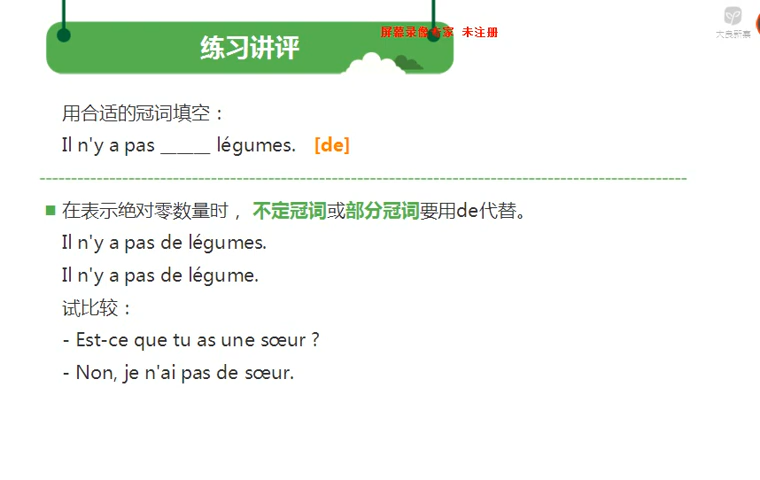 屏幕录像专家 未注册
练习讲评
用合适的冠词填空：
Il n'y a pas ______ légumes. [de]
在表示绝对零数量时，不定冠词或部分冠词要用de代替。
Il n'y a pas de légumes.
Il n'y a pas de légume.
试比较：
- Est-ce que tu as une sœur ?
- Non, je n'ai pas de sœur.